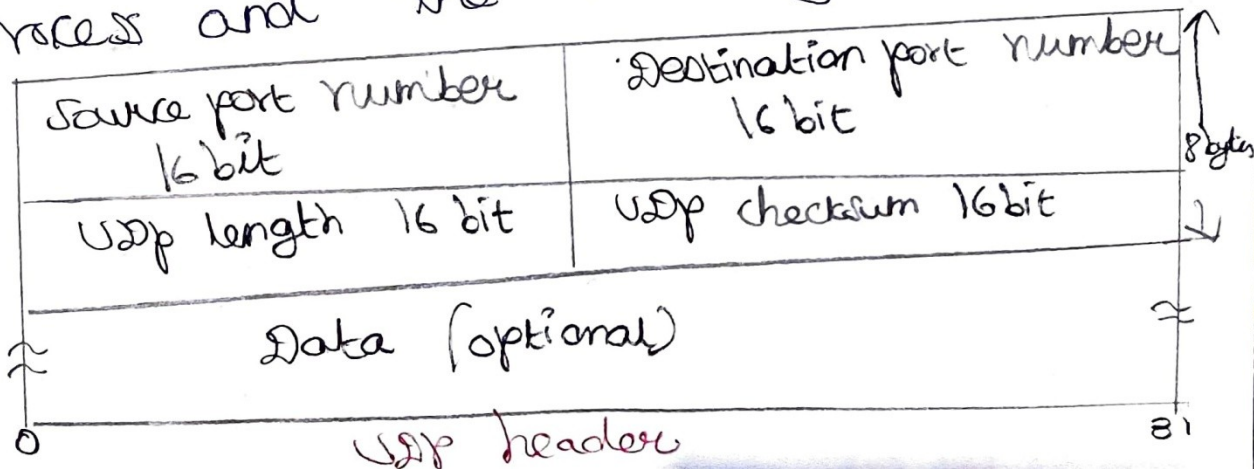 and
Source port number
16 bit
Destination port number
16 bit
8 bytes
UDP length 16 bit
UDP checksum 16 bit
Data (optional)
0
31
UDP header